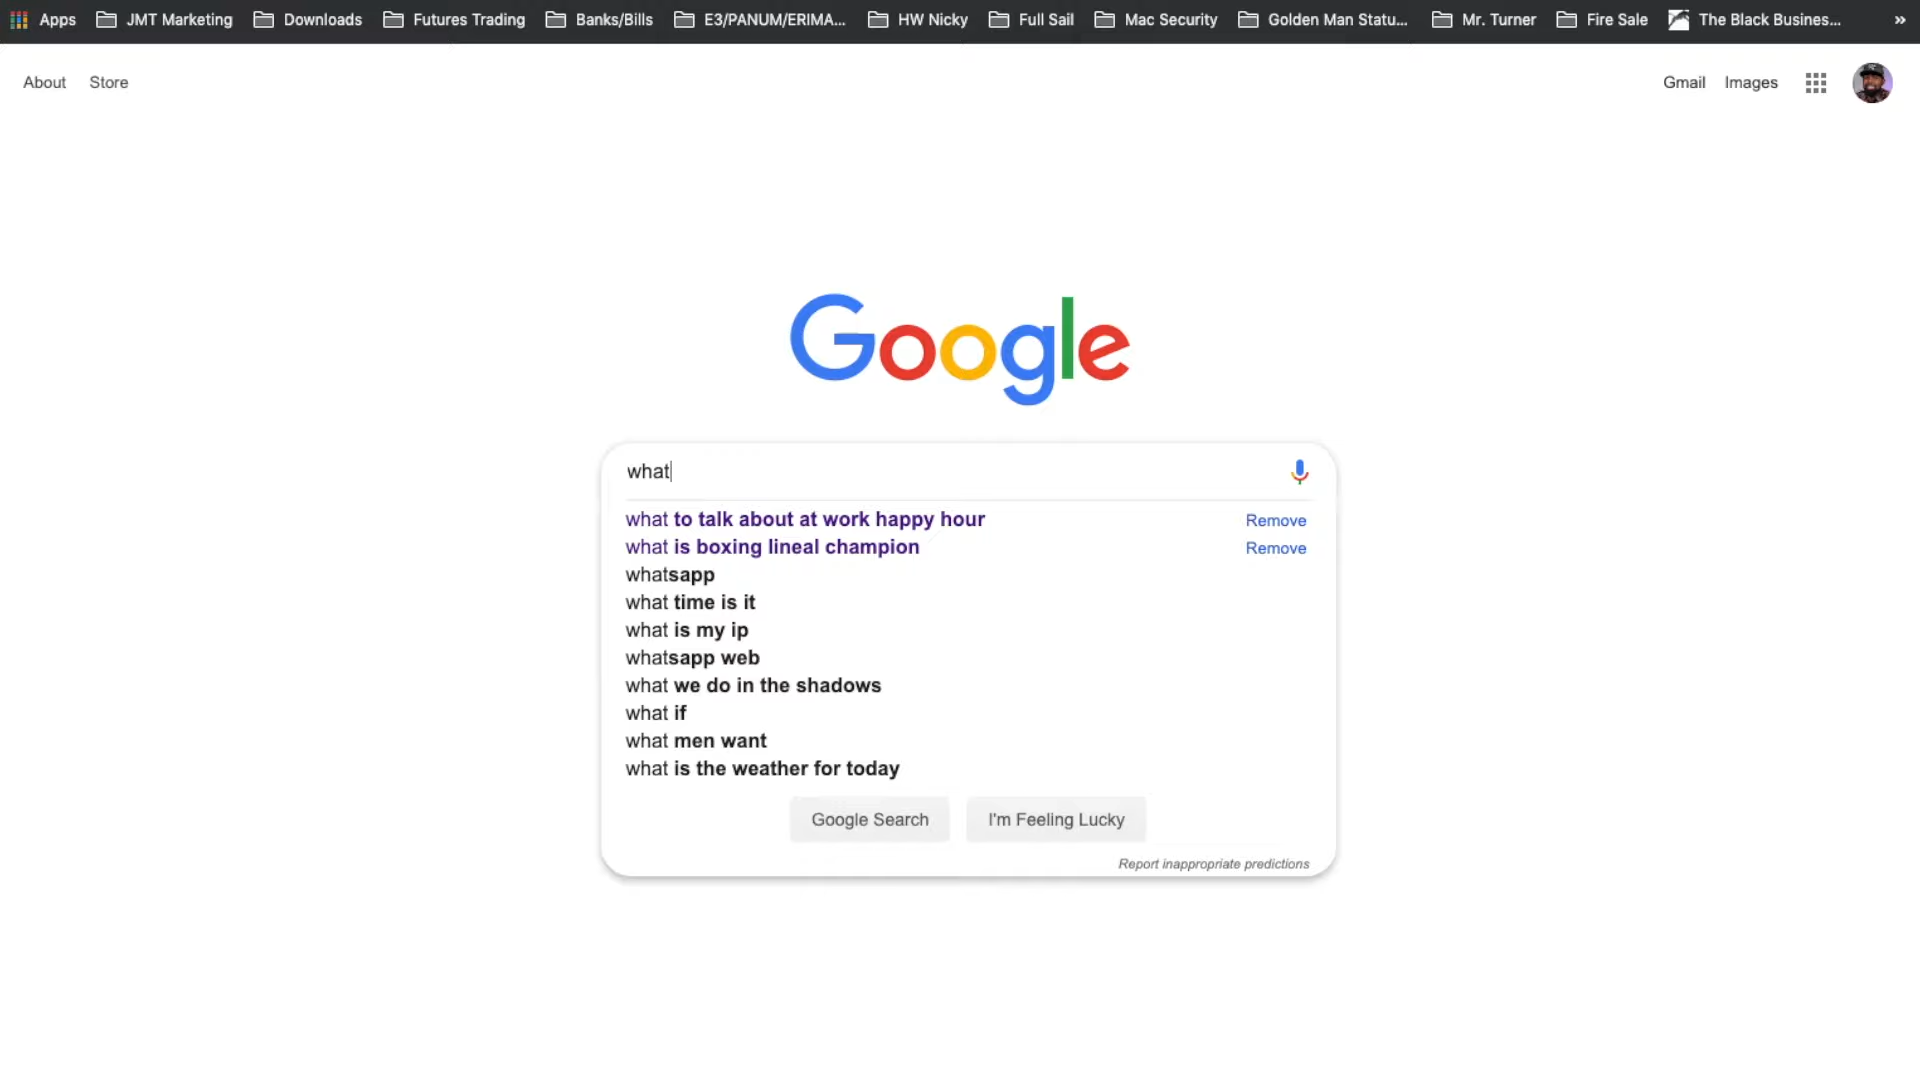 Apps JMT Marketing Downloads Futures Trading Banks/Bills E3/PANUM/ERIMA... HW Nicky Full Sail Mac Security Golden Man Statu... Mr. Turner Fire Sale The Black Busines... »
About Store Gmail Images
Google
what
what to talk about at work happy hour Remove
what is boxing lineal champion Remove
whatsapp
what time is it
what is my ip
whatsapp web
what we do in the shadows
what if
what men want
what is the weather for today
Google Search I'm Feeling Lucky
Report inappropriate predictions